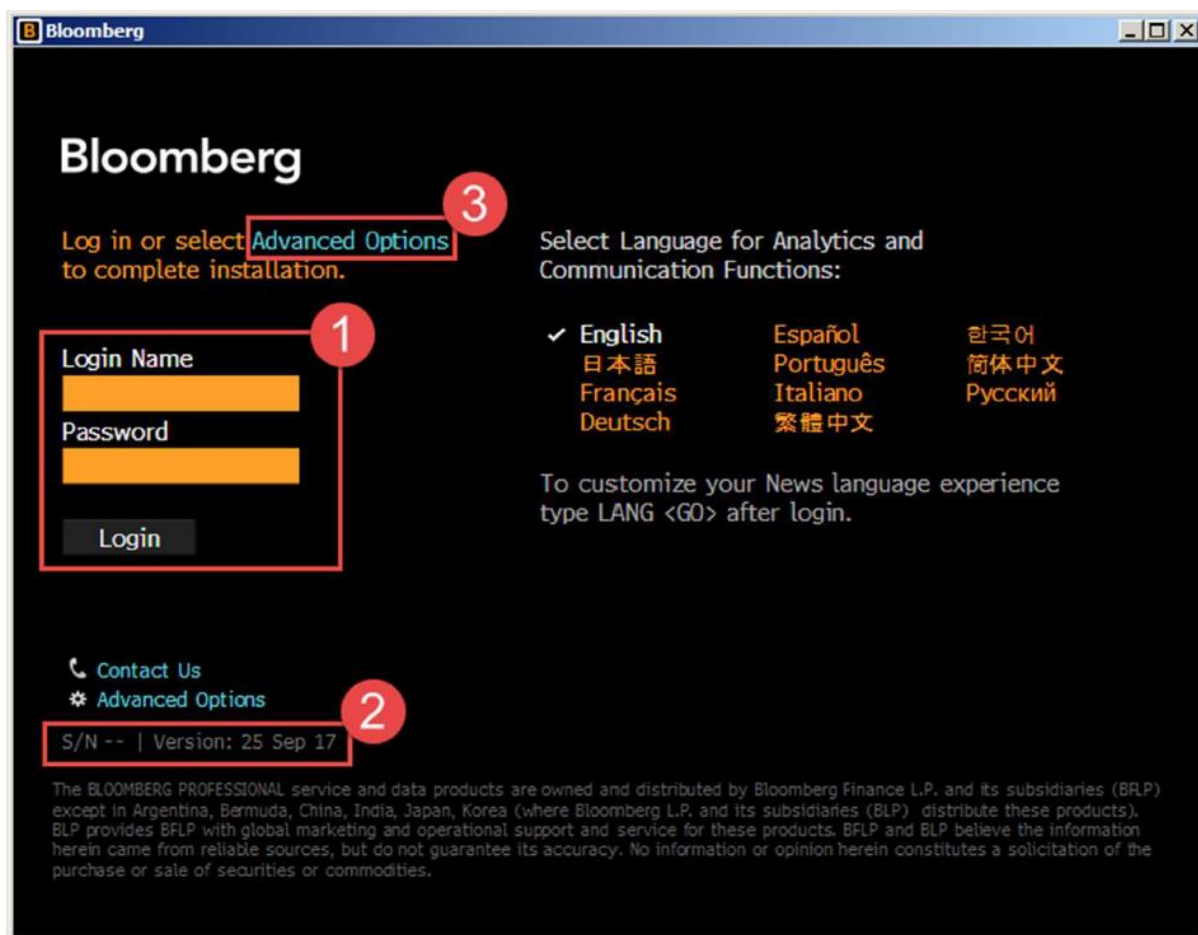 Bloomberg
Bloomberg
3
Log in or select Advanced Options
to complete installation.
1
Login Name
Password
Login
Select Language for Analytics and
Communication Functions:
English Español 한국어
日本語 Português 简体中文
Français Italiano Русский
Deutsch 繁體中文
To customize your News language experience
type LANG <GO> after login.
Contact Us
Advanced Options
2
S/N -- | Version: 25 Sep 17
The BLOOMBERG PROFESSIONAL service and data products are owned and distributed by Bloomberg Finance L.P. and its subsidiaries (BFLP)
except in Argentina, Bermuda, China, India, Japan, Korea (where Bloomberg L.P. and its subsidiaries (BLP) distribute these products).
BLP provides BFLP with global marketing and operational support and service for these products. BFLP and BLP believe the information
herein came from reliable sources, but do not guarantee its accuracy. No information or opinion herein constitutes a solicitation of the
purchase or sale of securities or commodities.